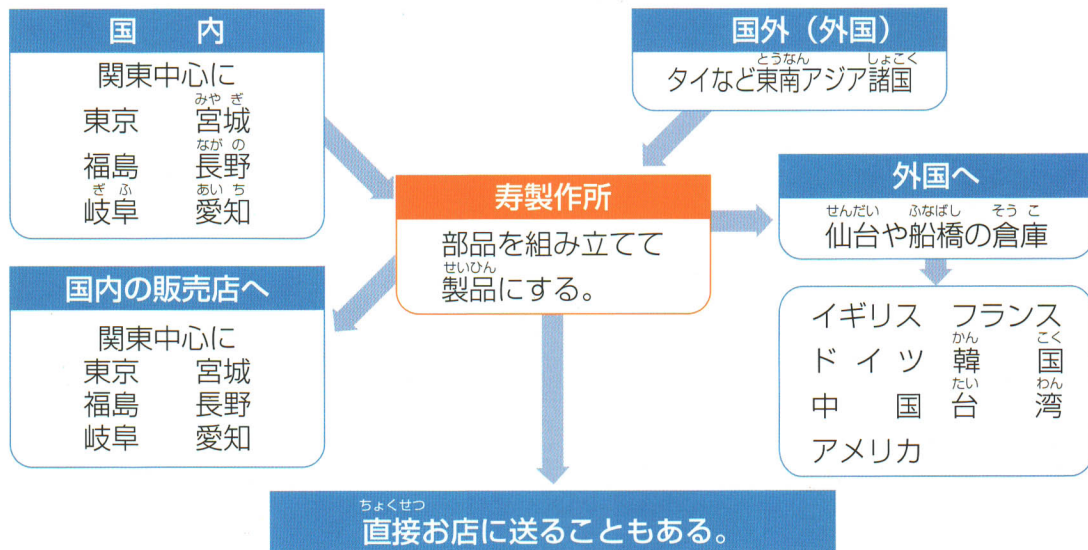 国　内
関東中心に
東京　宮城
福島　長野
岐阜　愛知
国外（外国）
タイなど東南アジア諸国
寿製作所
部品を組み立てて
製品にする。
外国へ
仙台や船橋の倉庫
イギリス　フランス
ドイツ　韓国
中国　台湾
アメリカ
国内の販売店へ
関東中心に
東京　宮城
福島　長野
岐阜　愛知
直接お店に送ることもある。